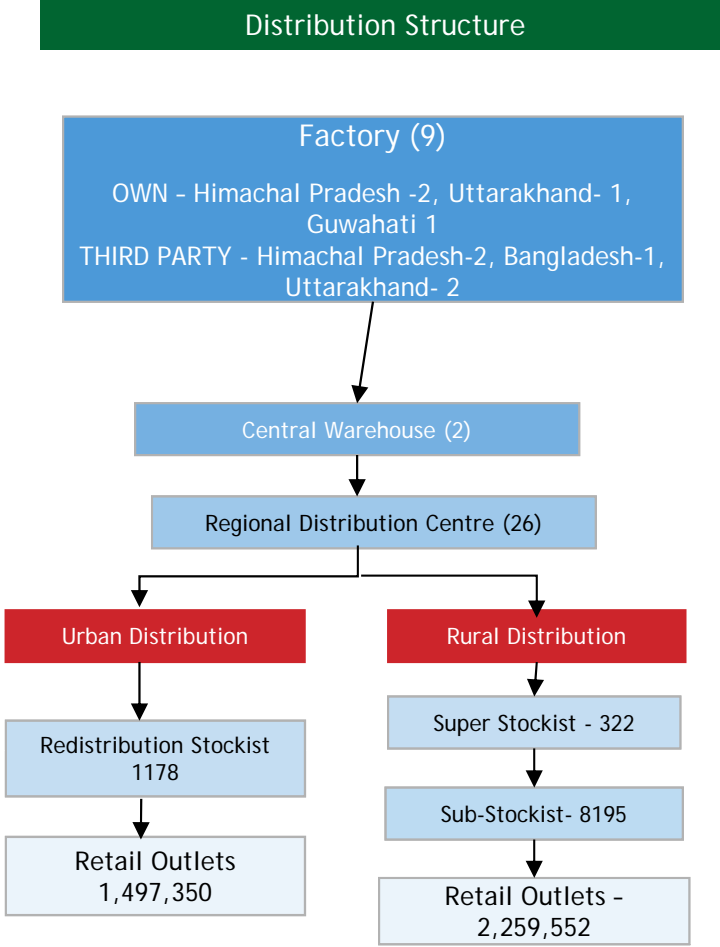 Distribution Structure
Factory (9)
OWN – Himachal Pradesh -2, Uttarakhand- 1,
Guwahati 1
THIRD PARTY - Himachal Pradesh-2, Bangladesh-1,
Uttarakhand- 2
Central Warehouse (2)
Regional Distribution Centre (26)
Urban Distribution
Redistribution Stockist
1178
Retail Outlets
1,497,350
Rural Distribution
Super Stockist - 322
Sub-Stockist- 8195
Retail Outlets –
2,259,552